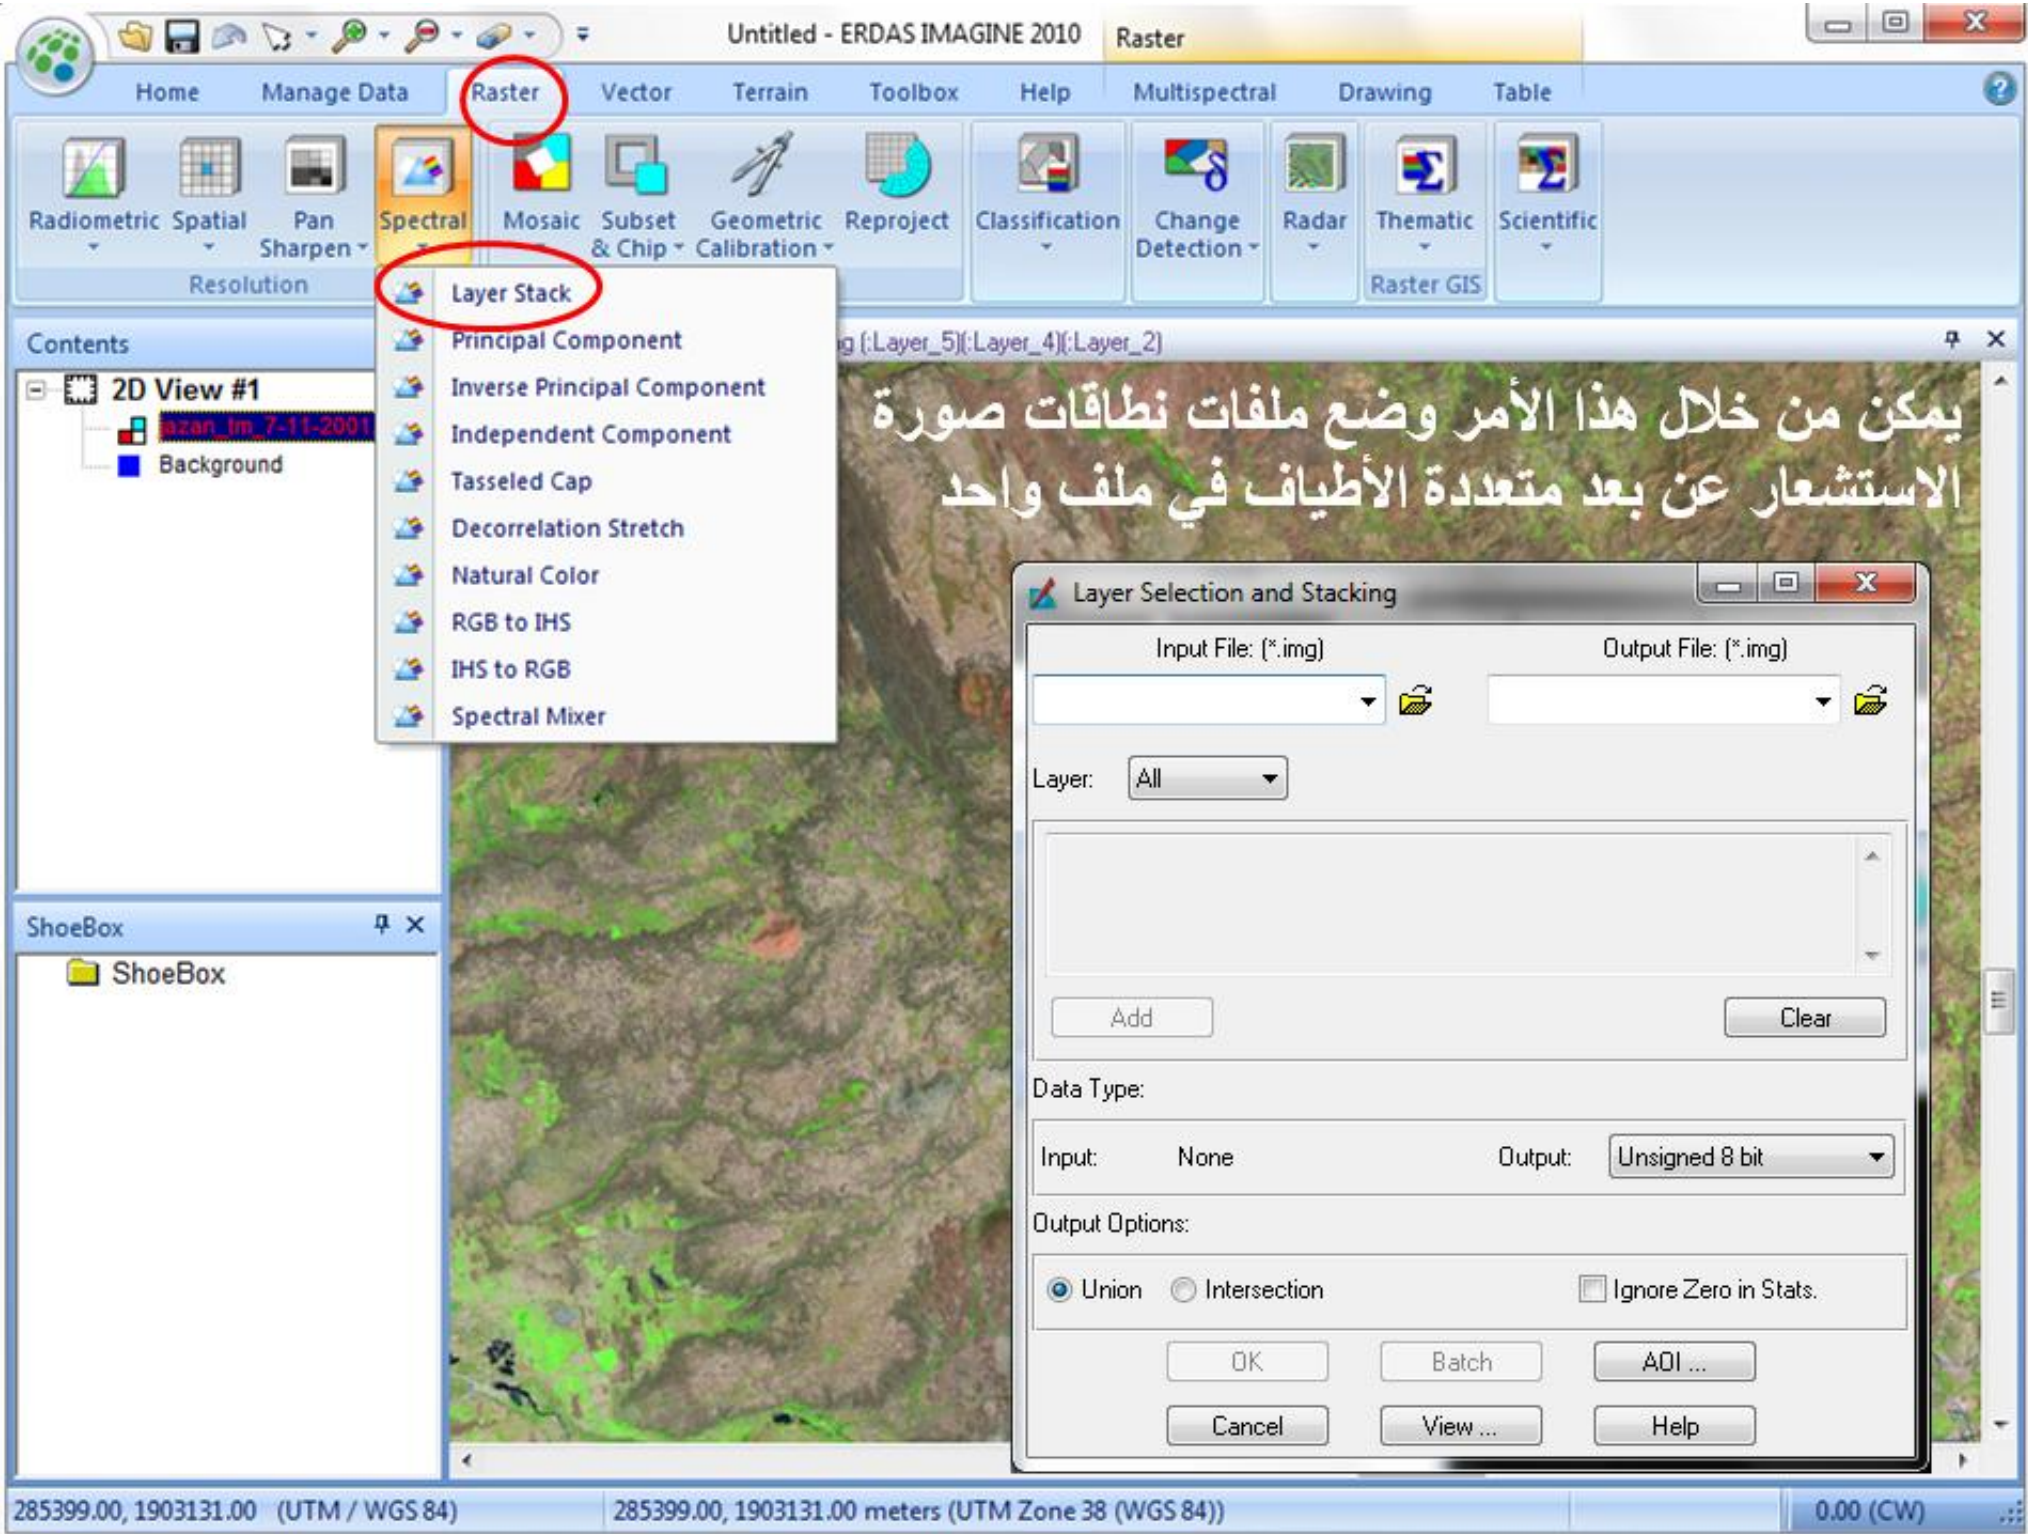 Untitled - ERDAS IMAGINE 2010
Raster
Home Manage Data Raster Vector Terrain Toolbox Help Multispectral Drawing Table
Radiometric Spatial Pan Sharpen Spectral Mosaic Subset & Chip Geometric Calibration Reproject Classification Change Detection Radar Thematic Scientific
Resolution
Raster GIS
Layer Stack
Principal Component
Inverse Principal Component
Independent Component
Tasseled Cap
Decorrelation Stretch
Natural Color
RGB to IHS
IHS to RGB
Spectral Mixer
Contents
2D View #1
jazan_tm_7-11-2001
Background
ShoeBox
ShoeBox
(:Layer_5)(:Layer_4)(:Layer_2)
يمكن من خلال هذا الأمر وضع ملفات نطاقات صورة
الاستشعار عن بعد متعددة الأطياف في ملف واحد
Layer Selection and Stacking
Input File: (*.img) Output File: (*.img)
Layer: All
Add Clear
Data Type:
Input: None Output: Unsigned 8 bit
Output Options:
Union Intersection Ignore Zero in Stats.
OK Batch AOI ...
Cancel View ... Help
285399.00, 1903131.00 (UTM / WGS 84) 285399.00, 1903131.00 meters (UTM Zone 38 (WGS 84)) 0.00 (CW)